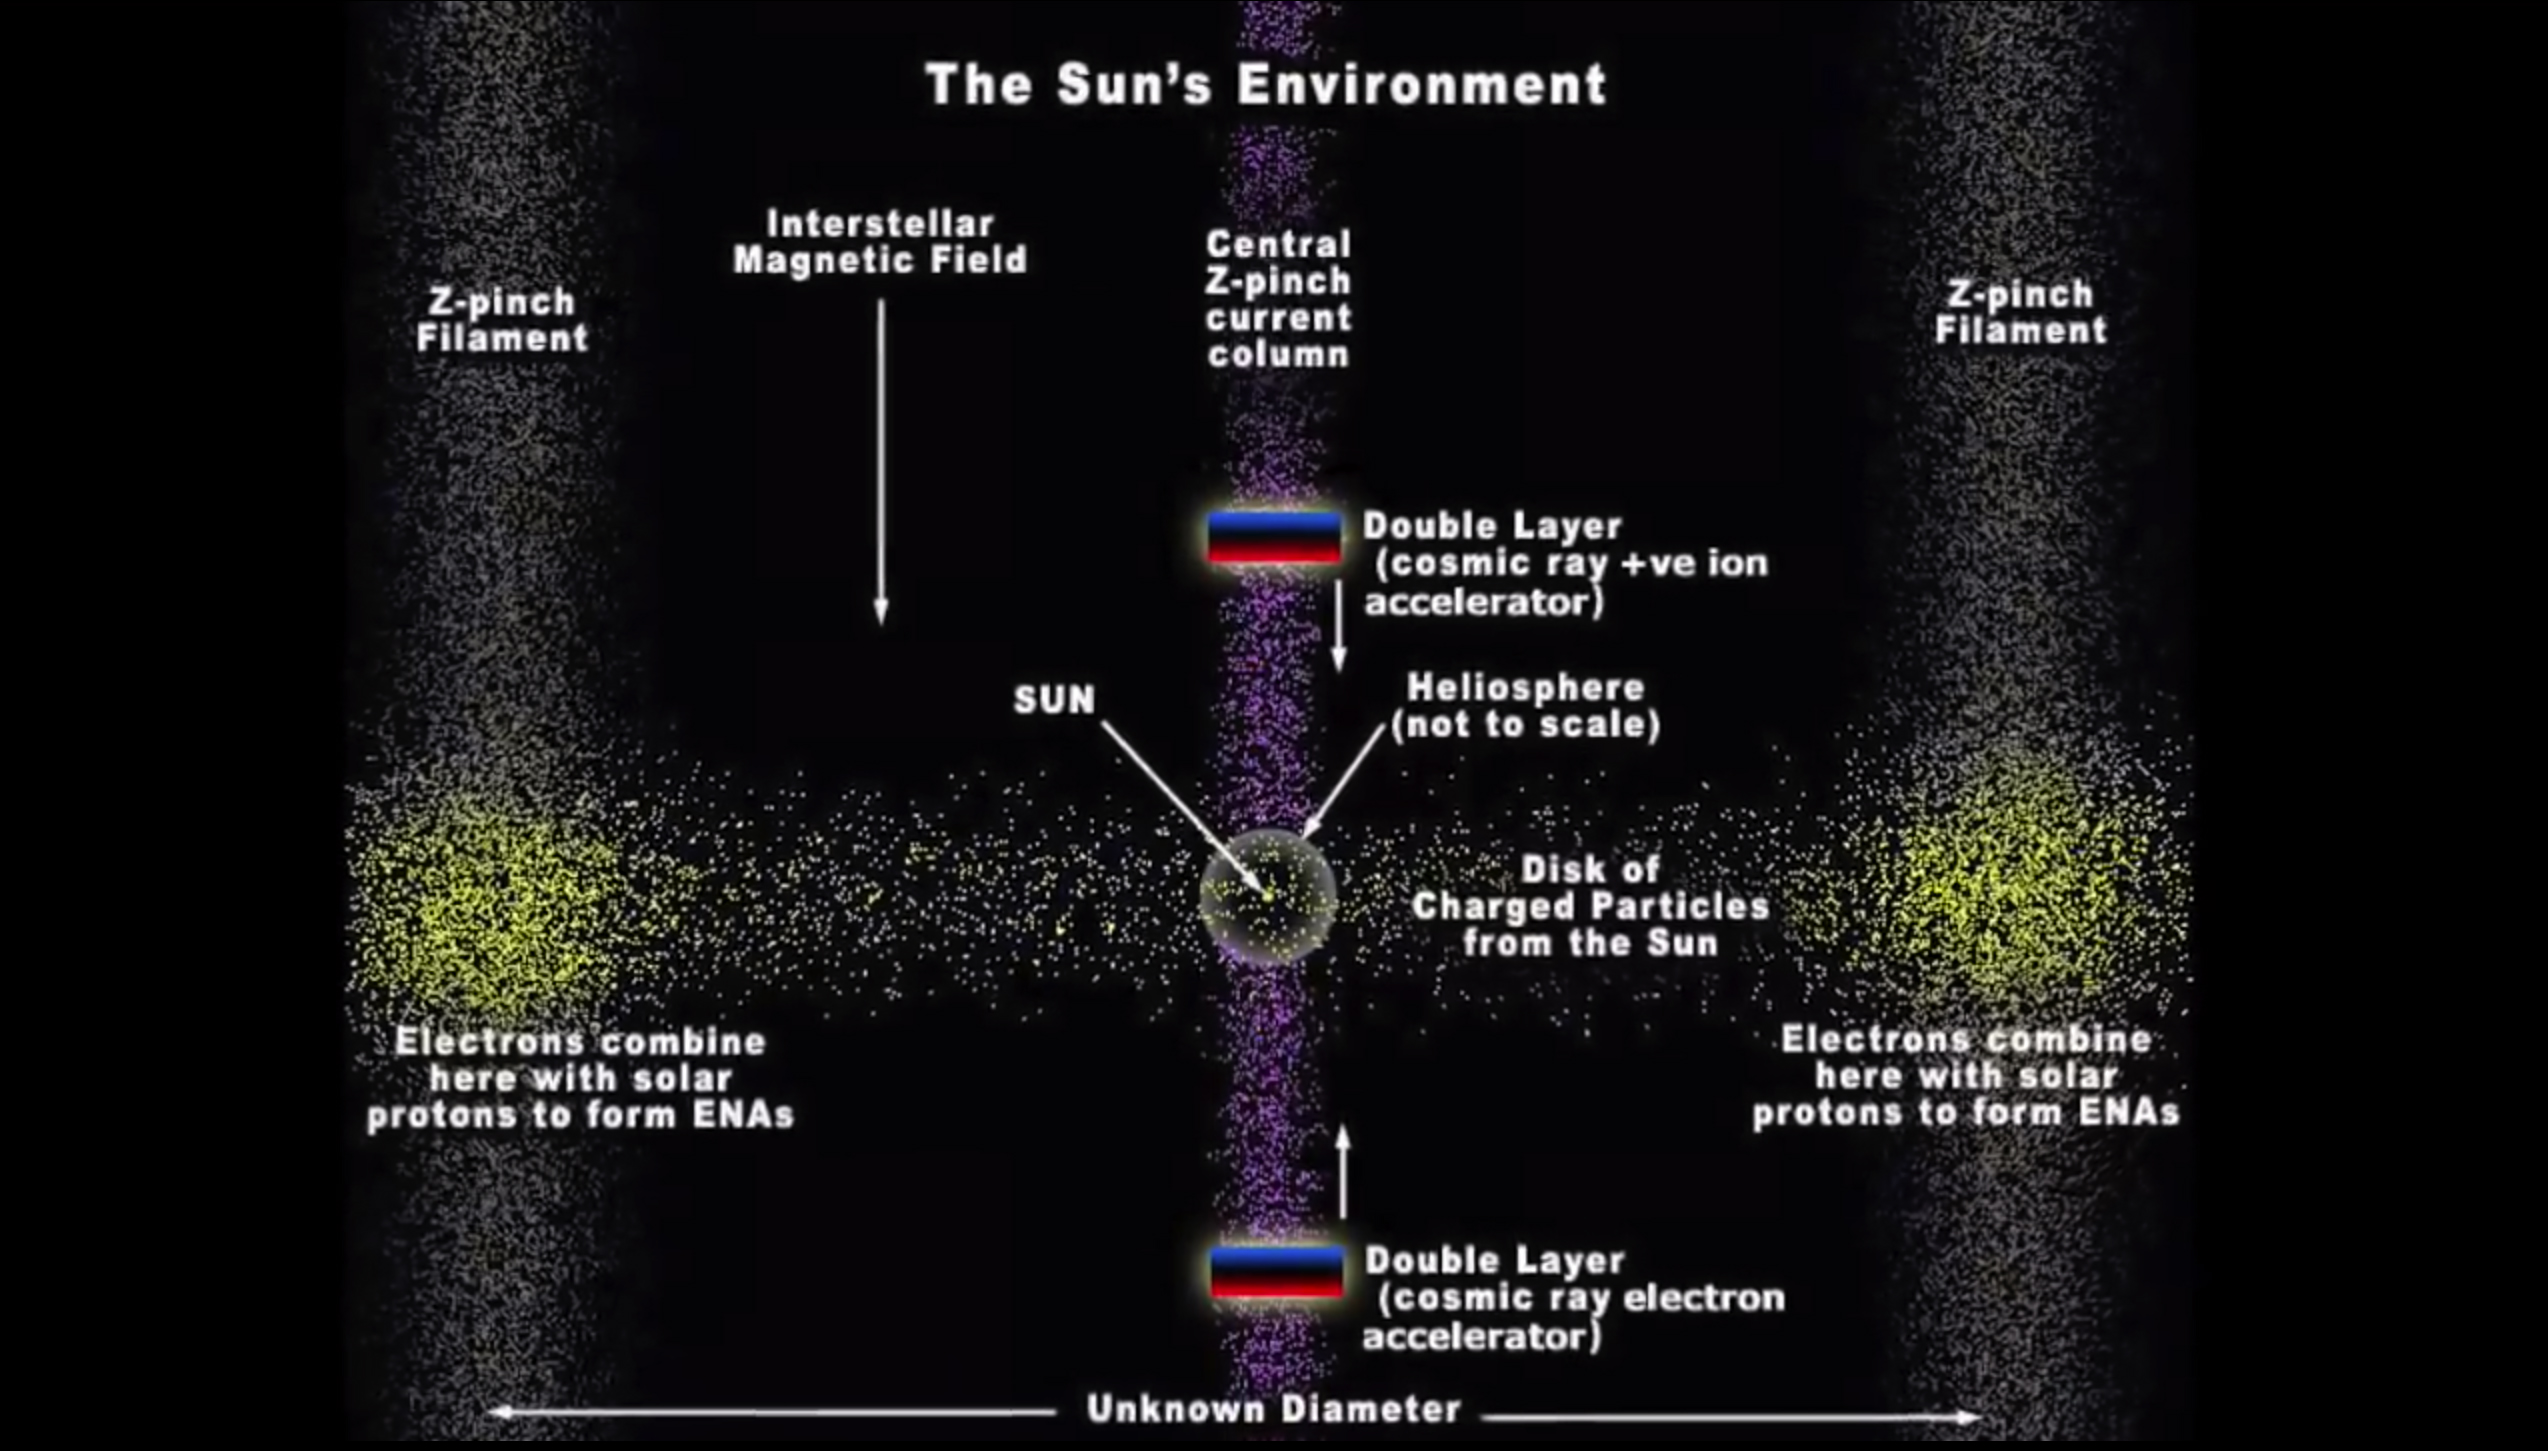 The Sun's Environment
Interstellar
Magnetic Field
Central
Z-pinch
current
column
Z-pinch
Filament
Z-pinch
Filament
Double Layer
(cosmic ray +ve ion
accelerator)
SUN
Heliosphere
(not to scale)
Disk of
Charged Particles
from the Sun
Electrons combine
here with solar
protons to form ENAs
Electrons combine
here with solar
protons to form ENAs
Double Layer
(cosmic ray electron
accelerator)
Unknown Diameter